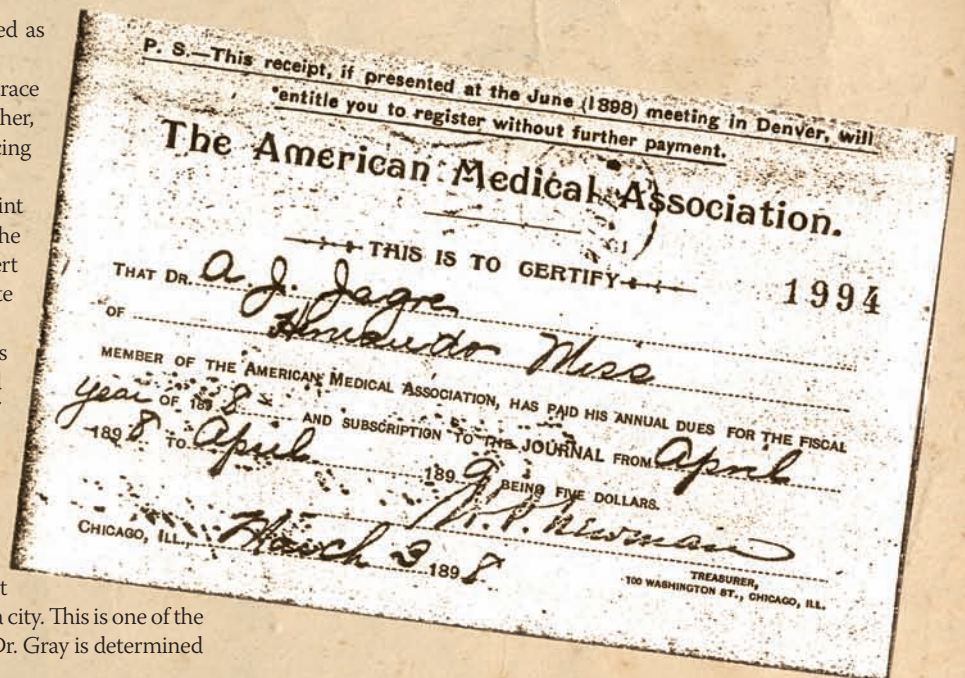 ed as
race
her,
cing
int
he
ert
te
s
t
city. This is one of the
Dr. Gray is determined
P. S.—This receipt, if presented at the June (1898) meeting in Denver, will
entitle you to register without further payment.
The American Medical Association.
THIS IS TO CERTIFY
1994
THAT DR. A. J. 
OF Hernando Miss
MEMBER OF THE AMERICAN MEDICAL ASSOCIATION, HAS PAID HIS ANNUAL DUES FOR THE FISCAL
year OF 1898 AND SUBSCRIPTION TO THE JOURNAL FROM April
1898 TO April 1899 BEING FIVE DOLLARS.
Newman
CHICAGO, ILL., March 3 1898
TREASURER,
100 WASHINGTON ST., CHICAGO, ILL.